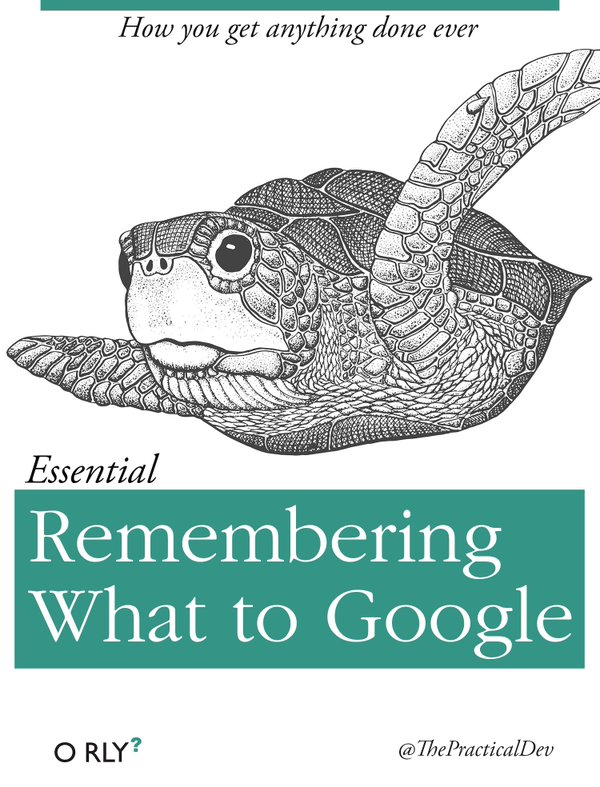 How you get anything done ever
Essential
Remembering
What to Google
O RLY?
@ThePracticalDev